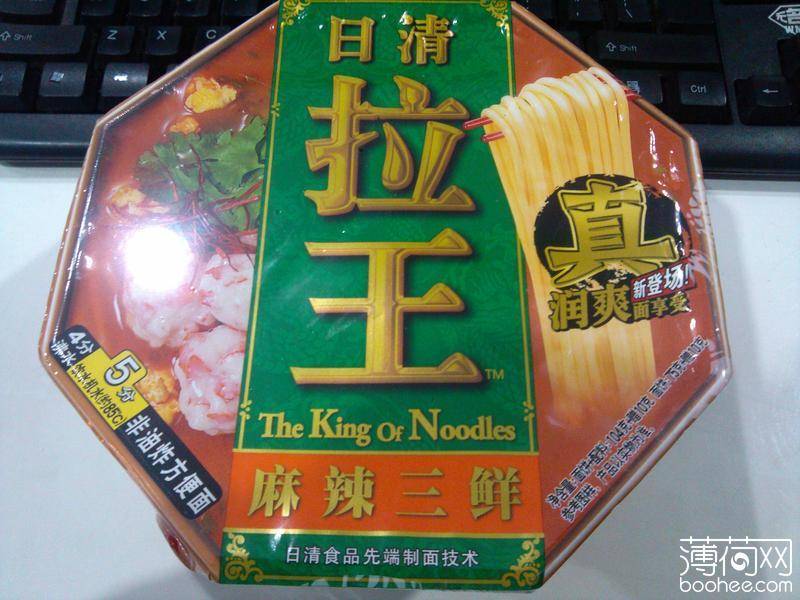 日清
拉王
™
The King Of Noodles
麻辣三鲜
日清食品先端制面技术
真
新登场!
润爽面享受
4分
沸水
5分
非油炸方便面
Shift
Shift
Ctrl
薄荷网
boohee.com